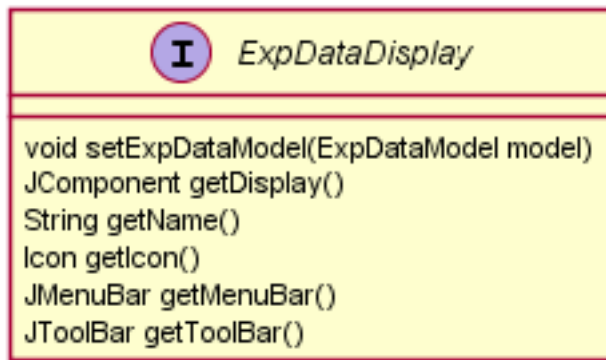 I ExpDataDisplay
void setExpDataModel(ExpDataModel model)
JComponent getDisplay()
String getName()
Icon getIcon()
JMenuBar getMenuBar()
JToolBar getToolBar()